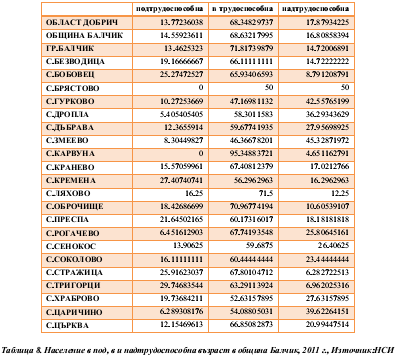 подтрудоспособна в трудоспособна надтрудоспособна
ОБЛАСТ ДОБРИЧ 13.77236038 68.34829737 17.87934225
ОБЩИНА БАЛЧИК 14.55923611 68.63217995 16.80858394
ГР.БАЛЧИК 13.4625323 71.81739879 14.72006891
С.БЕЗВОДИЦА 19.16666667 66.11111111 14.72222222
С.БОБОВЕЦ 25.27472527 65.93406593 8.791208791
С.БРЯСТОВО 0 50 50
С.ГУРКОВО 10.27253669 47.16981132 42.55765199
С.ДРОПЛА 5.405405405 58.3011583 36.29343629
С.ДЪБРАВА 12.3655914 59.67741935 27.95698925
С.ЗМЕЕВО 8.30449827 46.36678201 45.32871972
С.КАРВУНА 0 95.34883721 4.651162791
С.КРАНЕВО 15.57059961 67.40812379 17.0212766
С.КРЕМЕНА 27.40740741 56.2962963 16.2962963
С.ЛЯХОВО 16.25 71.5 12.25
С.ОБРОЧИЩЕ 18.42686699 70.96774194 10.60539107
С.ПРЕСПА 21.64502165 60.17316017 18.18181818
С.РОГАЧЕВО 6.451612903 67.74193548 25.80645161
С.СЕНОКОС 13.90625 59.6875 26.40625
С.СОКОЛОВО 16.11111111 60.44444444 23.44444444
С.СТРАЖИЦА 25.91623037 67.80104712 6.282722513
С.ТРИГОРЦИ 29.74683544 63.29113924 6.962025316
С.ХРАБРОВО 19.73684211 52.63157895 27.63157895
С.ЦАРИЧИНО 6.289308176 54.08805031 39.62264151
С.ЦЪРКВА 12.15469613 66.85082873 20.99447514
Таблица 8. Население в под, в и надтрудоспособна възраст в община Балчик, 2011 г., Източник:НСИ